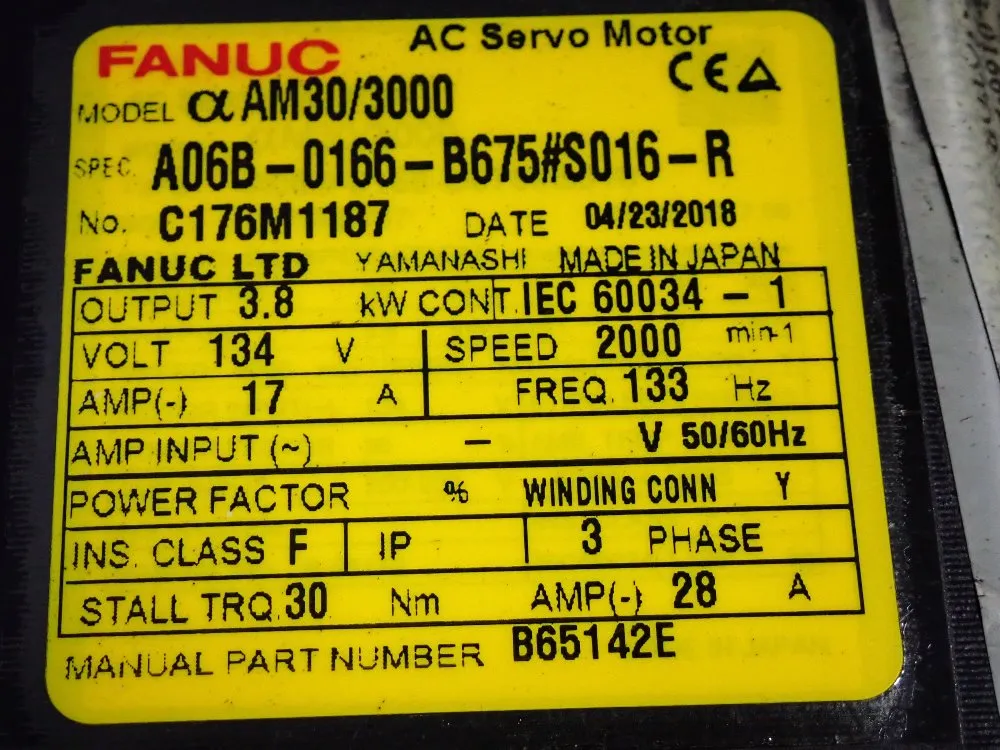 FANUC AC Servo Motor
CE
MODEL α AM30/3000
SPEC. A06B-0166-B675#S016-R
No. C176M1187 DATE 04/23/2018
FANUC LTD YAMANASHI MADE IN JAPAN
OUTPUT 3.8 kW CONT. IEC 60034-1
VOLT 134 V SPEED 2000 min-1
AMP(~) 17 A FREQ. 133 Hz
AMP INPUT (~) - V 50/60Hz
POWER FACTOR % WINDING CONN Y
INS. CLASS F IP 3 PHASE
STALL TRQ. 30 Nm AMP(~) 28 A
MANUAL PART NUMBER B65142E